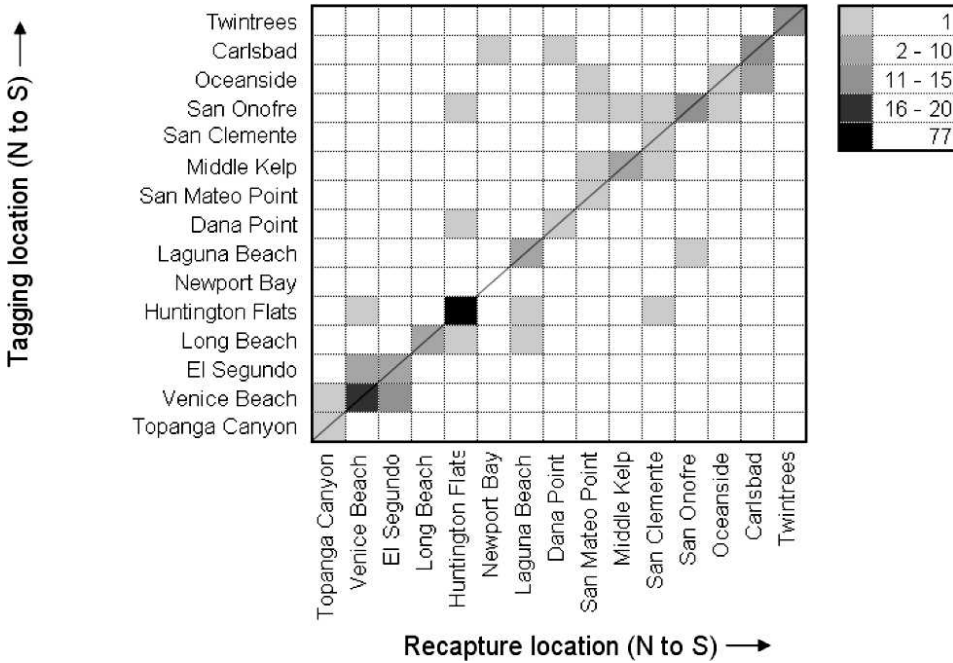 Tagging location (N to S)
Twintrees
Carlsbad
Oceanside
San Onofre
San Clemente
Middle Kelp
San Mateo Point
Dana Point
Laguna Beach
Newport Bay
Huntington Flats
Long Beach
El Segundo
Venice Beach
Topanga Canyon
1
2 - 10
11 - 15
16 - 20
77
Topanga Canyon
Venice Beach
El Segundo
Long Beach
Huntington Flats
Newport Bay
Laguna Beach
Dana Point
San Mateo Point
Middle Kelp
San Clemente
San Onofre
Oceanside
Carlsbad
Twintrees
Recapture location (N to S)